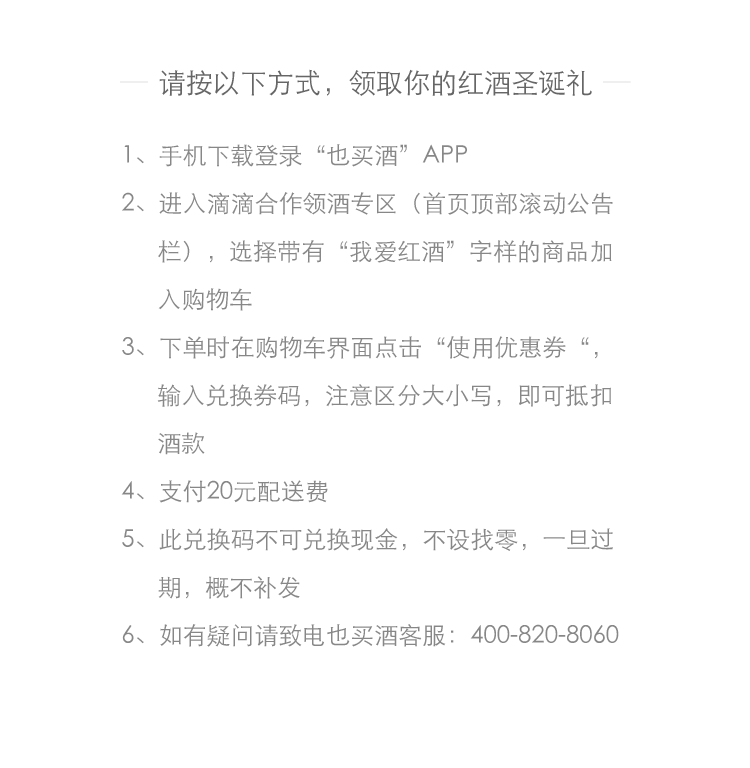 请按以下方式，领取你的红酒圣诞礼
1、手机下载登录“也买酒”APP
2、进入滴滴合作领酒专区（首页顶部滚动公告
栏），选择带有“我爱红酒”字样的商品加
入购物车
3、下单时在购物车界面点击“使用优惠券“，
输入兑换券码，注意区分大小写，即可抵扣
酒款
4、支付20元配送费
5、此兑换码不可兑换现金，不设找零，一旦过
期，概不补发
6、如有疑问请致电也买酒客服：400-820-8060